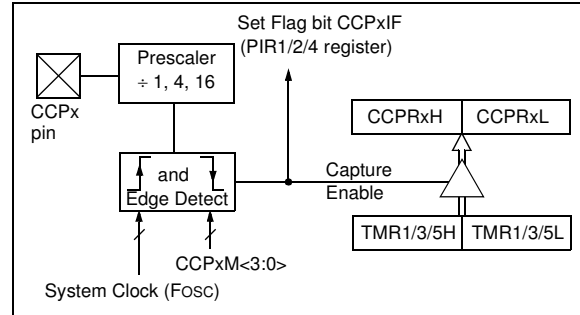 Set Flag bit CCPxIF
(PIR1/2/4 register)
Prescaler
÷ 1, 4, 16
CCPx
pin
CCPRxH
CCPRxL
and
Edge Detect
Capture
Enable
TMR1/3/5H
TMR1/3/5L
CCPxM<3:0>
System Clock (FOSC)